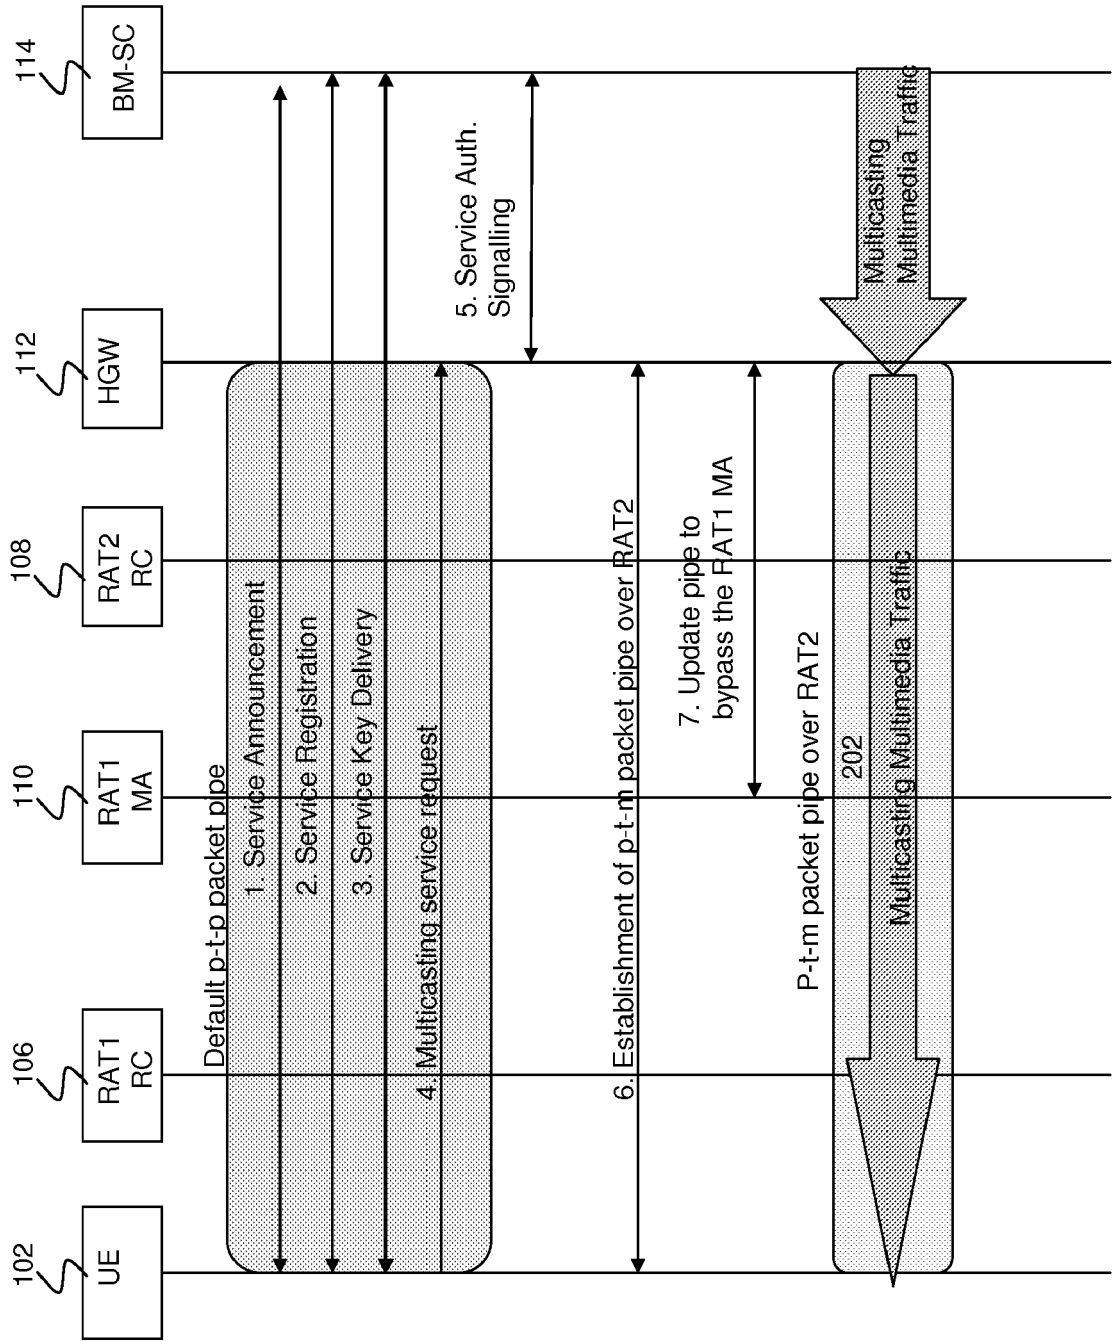 102
106
110
108
112
114
UE
RAT1
RC
RAT1
MA
RAT2
RC
HGW
BM-SC
Default p-t-p packet pipe
1. Service Announcement
2. Service Registration
3. Service Key Delivery
4. Multicasting service request
5. Service Auth.
Signalling
6. Establishment of p-t-m packet pipe over RAT2
7. Update pipe to
bypass the RAT1 MA
P-t-m packet pipe over RAT2
202
Multicasting
Multimedia Traffic
Multicasting Multimedia Traffic